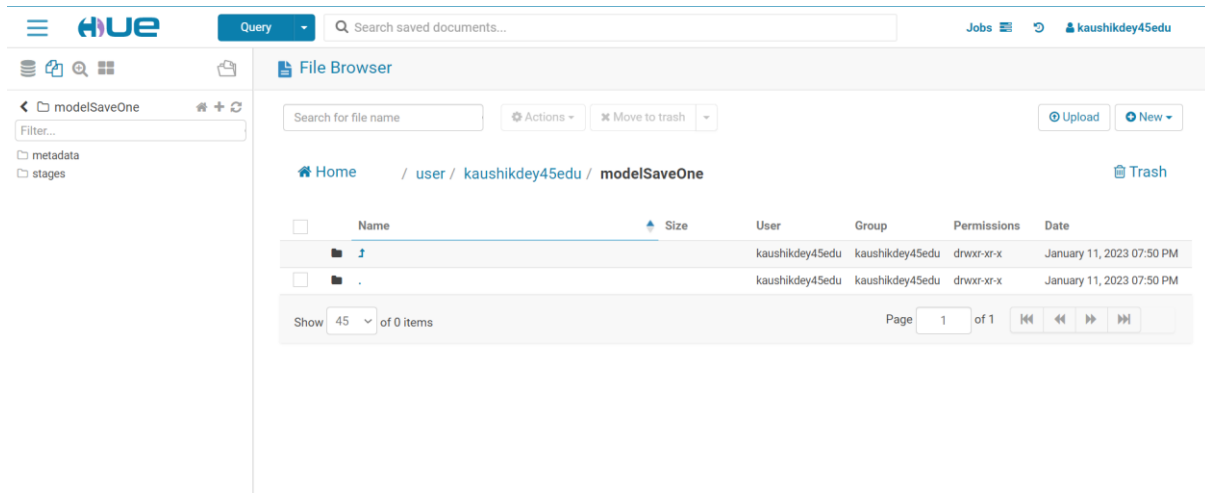 HUE Query Search saved documents... Jobs kaushikdey45edu
File Browser
modelSaveOne
Filter...
metadata
stages
Search for file name Actions Move to trash Upload New
Home / user / kaushikdey45edu / modelSaveOne Trash
Name Size User Group Permissions Date
kaushikdey45edu kaushikdey45edu drwxr-xr-x January 11, 2023 07:50 PM
. kaushikdey45edu kaushikdey45edu drwxr-xr-x January 11, 2023 07:50 PM
Show 45 of 0 items Page 1 of 1